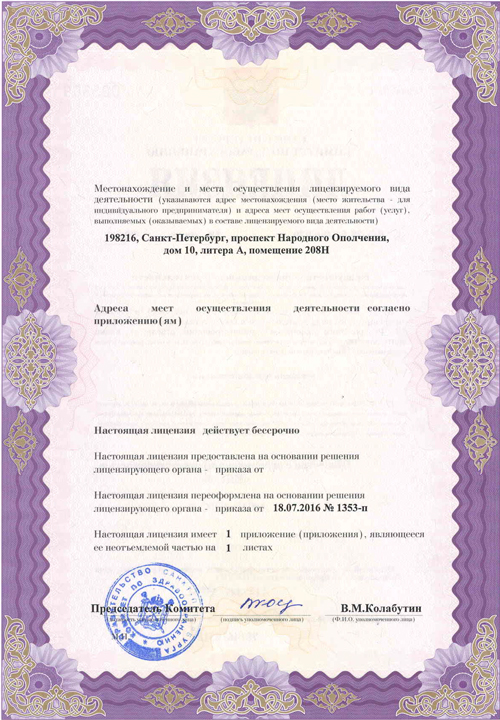 Местонахождение и места осуществления лицензируемого вида
деятельности (указываются адрес местонахождения (место жительства - для
индивидуального предпринимателя) и адреса мест осуществления работ (услуг),
выполняемых (оказываемых) в составе лицензируемого вида деятельности)
198216, Санкт-Петербург, проспект Народного Ополчения,
дом 10, литера А, помещение 208Н
Адреса мест осуществления деятельности согласно
приложению(ям)
Настоящая лицензия действует бессрочно
Настоящая лицензия предоставлена на основании решения
лицензирующего органа - приказа от
Настоящая лицензия переоформлена на основании решения
лицензирующего органа - приказа от 18.07.2016 № 1353-п
Настоящая лицензия имеет 1 приложение (приложения), являющееся
ее неотъемлемой частью на 1 листах
Председатель Комитета
В.М.Колабутин
(подпись уполномоченного лица)
(Ф.И.О. уполномоченного лица)